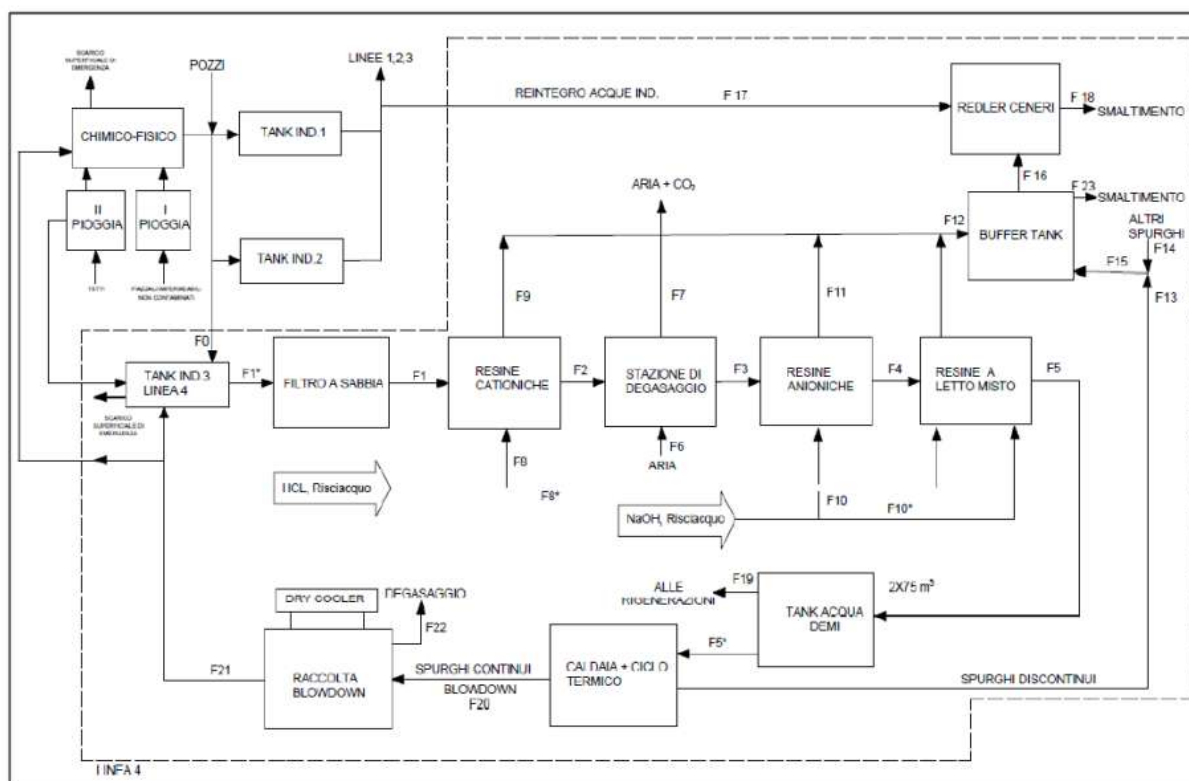 SCARICO
SUPERFICIALE DI
EMERGENZA
POZZI
LINEE 1,2,3
REINTEGRO ACQUE IND.
F 17
REDLER CENERI
F 18
SMALTIMENTO
CHIMICO-FISICO
TANK IND.1
II
PIOGGIA
I
PIOGGIA
TANK IND.2
TETTI
PIAZZALI IMPERMEABILI
NON CONTAMINATI
ARIA + CO₂
F 16
F 23
SMALTIMENTO
F12
BUFFER TANK
ALTRI
SPURGHI
F14
F15
F13
F9
F7
F11
F0
TANK IND.3
LINEA 4
F1*
FILTRO A SABBIA
F1
RESINE
CATIONICHE
F2
STAZIONE DI
DEGASAGGIO
F3
RESINE
ANIONICHE
F4
RESINE A
LETTO MISTO
F5
SCARICO
SUPERFICIALE DI
EMERGENZA
HCL, Risciacquo
F8
F8*
F6
ARIA
NaOH, Risciacquo
F10
F10*
DRY COOLER
DEGASAGGIO
F22
RACCOLTA
BLOWDOWN
F21
SPURGHI CONTINUI
BLOWDOWN
F20
CALDAIA + CICLO
TERMICO
F5*
ALLE
RIGENERAZIONI
F19
TANK ACQUA
DEMI
2X75 m³
SPURGHI DISCONTINUI
LINEA 4